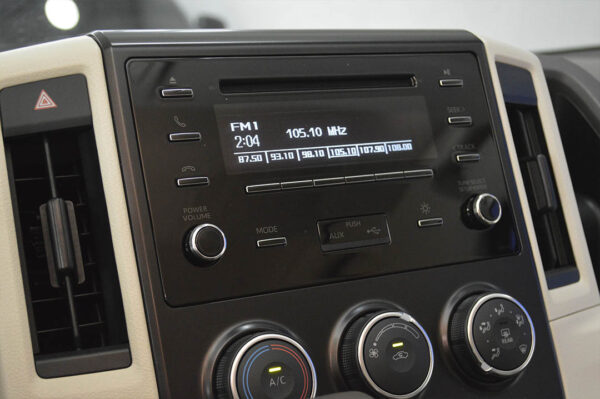 FM1 105.10 MHz
2:04
87.50 93.10 98.10 105.10 107.90 108.00
SEEK>
<TRACK
POWER
VOLUME
MODE
PUSH
AUX
A/C
REAR